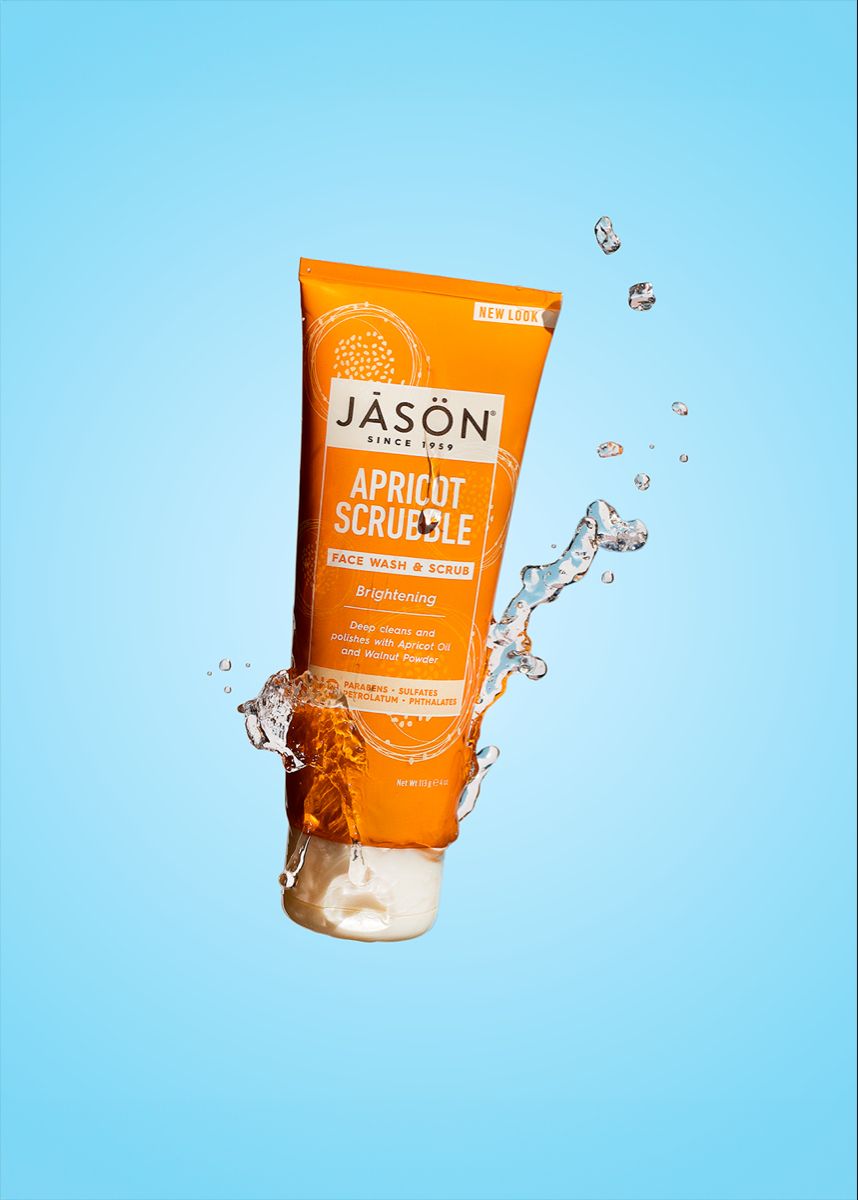 NEW LOOK
JĀSÖN®
SINCE 1959
APRICOT
SCRUBBLE
FACE WASH & SCRUB
Brightening
Deep cleans and
polishes with Apricot Oil
and Walnut Powder
NO PARABENS • SULFATES
PETROLATUM • PHTHALATES
Net Wt 113 g ℮ 4 oz